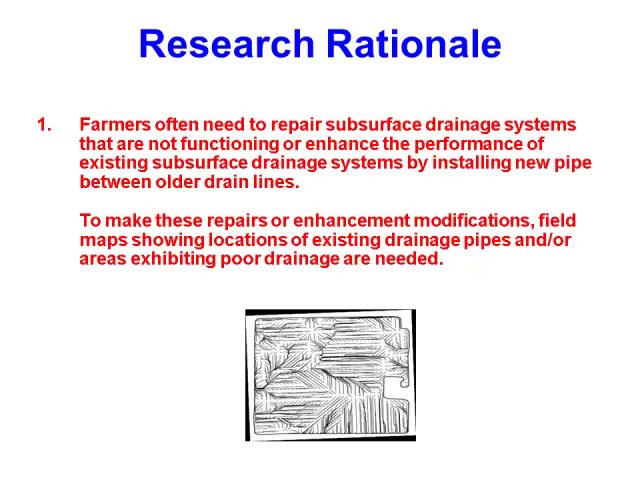 Research Rationale
1. Farmers often need to repair subsurface drainage systems
that are not functioning or enhance the performance of
existing subsurface drainage systems by installing new pipe
between older drain lines.
To make these repairs or enhancement modifications, field
maps showing locations of existing drainage pipes and/or
areas exhibiting poor drainage are needed.